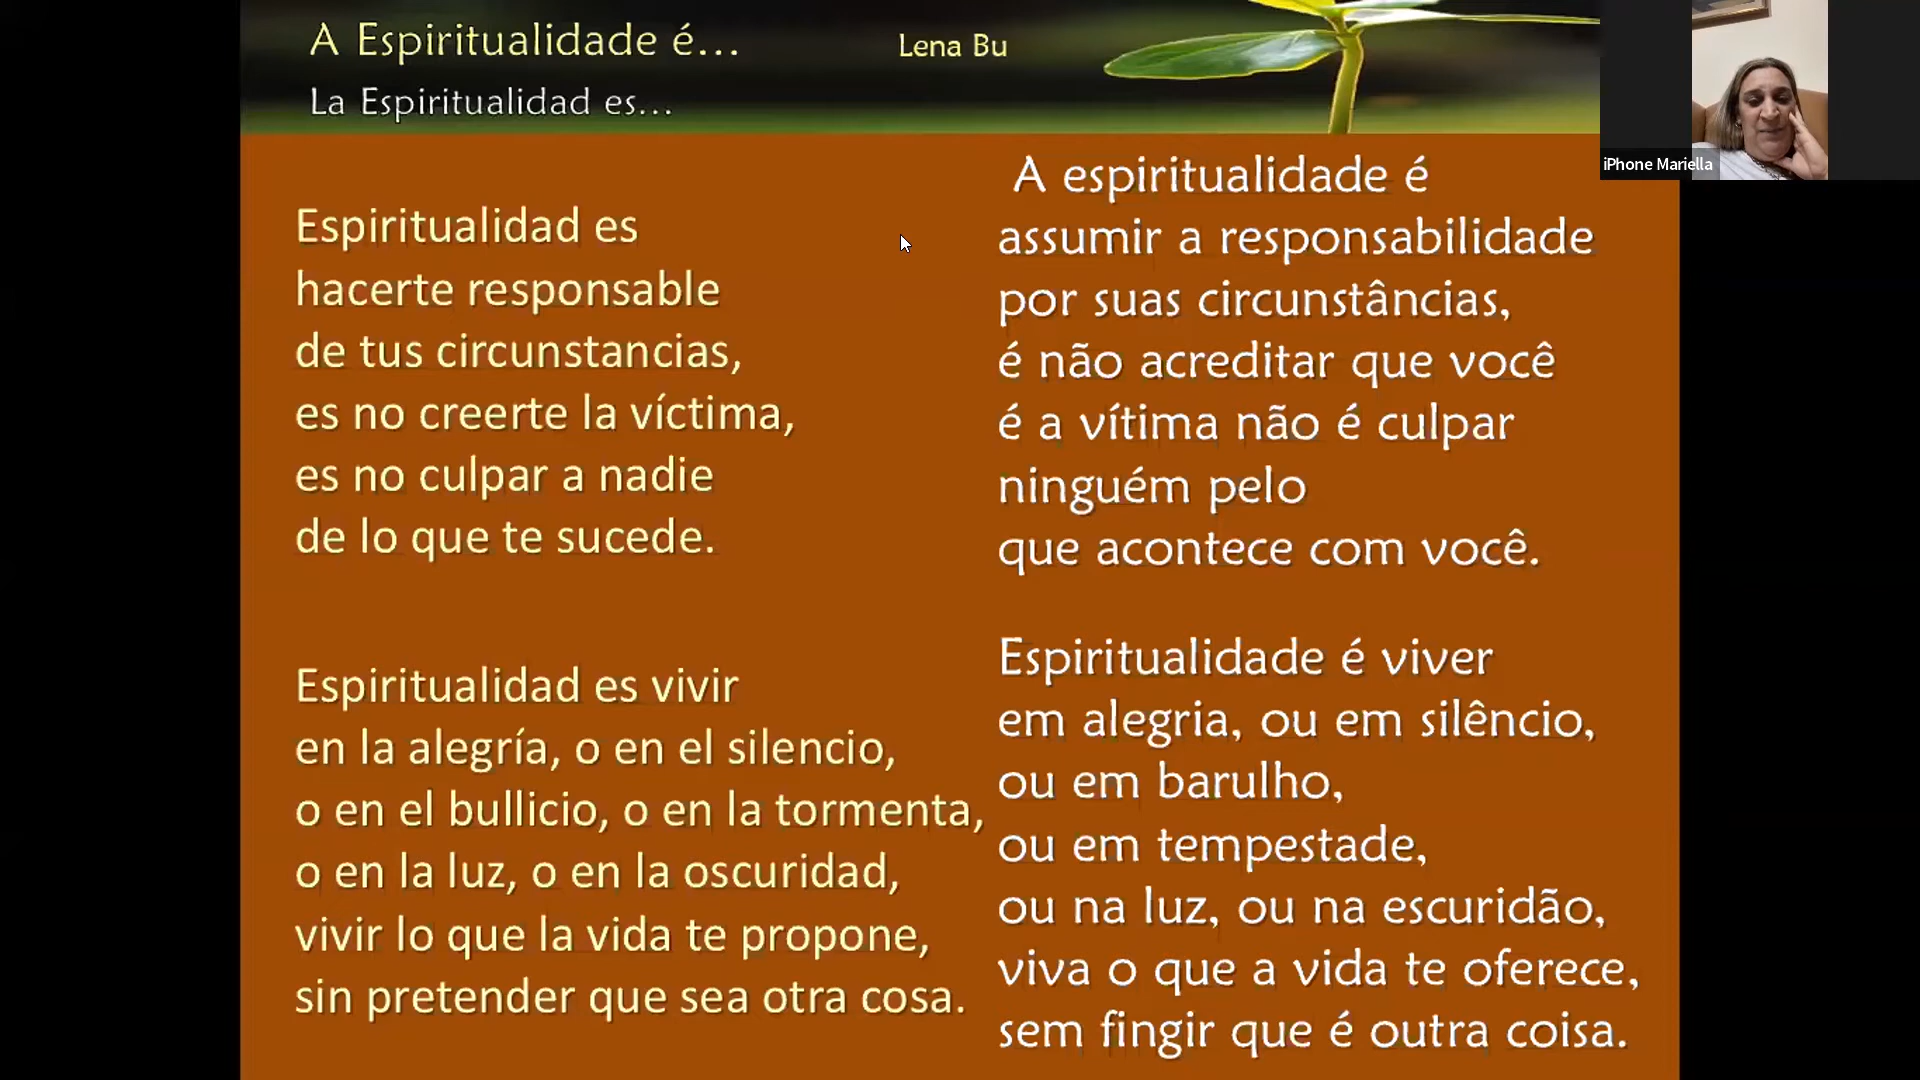 A Espiritualidade é...
Lena Bu
La Espiritualidad es...
iPhone Mariella
Espiritualidad es
hacerte responsable
de tus circunstancias,
es no creerte la víctima,
es no culpar a nadie
de lo que te sucede.
Espiritualidad es vivir
en la alegría, o en el silencio,
o en el bullicio, o en la tormenta,
o en la luz, o en la oscuridad,
vivir lo que la vida te propone,
sin pretender que sea otra cosa.
A espiritualidade é
assumir a responsabilidade
por suas circunstâncias,
é não acreditar que você
é a vítima não é culpar
ninguém pelo
que acontece com você.
Espiritualidade é viver
em alegria, ou em silêncio,
ou em barulho,
ou em tempestade,
ou na luz, ou na escuridão,
viva o que a vida te oferece,
sem fingir que é outra coisa.